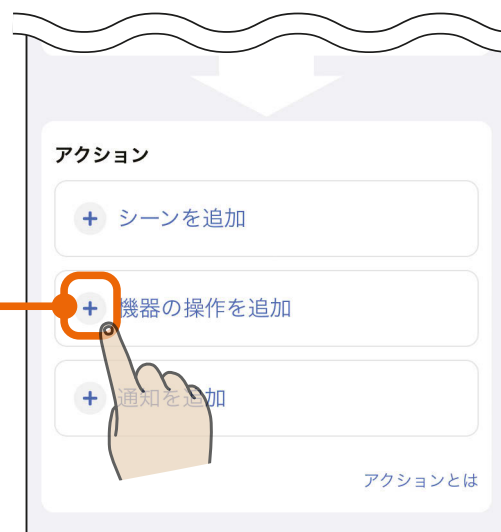 アクション
+ シーンを追加
+ 機器の操作を追加
+ 通知を追加
アクションとは